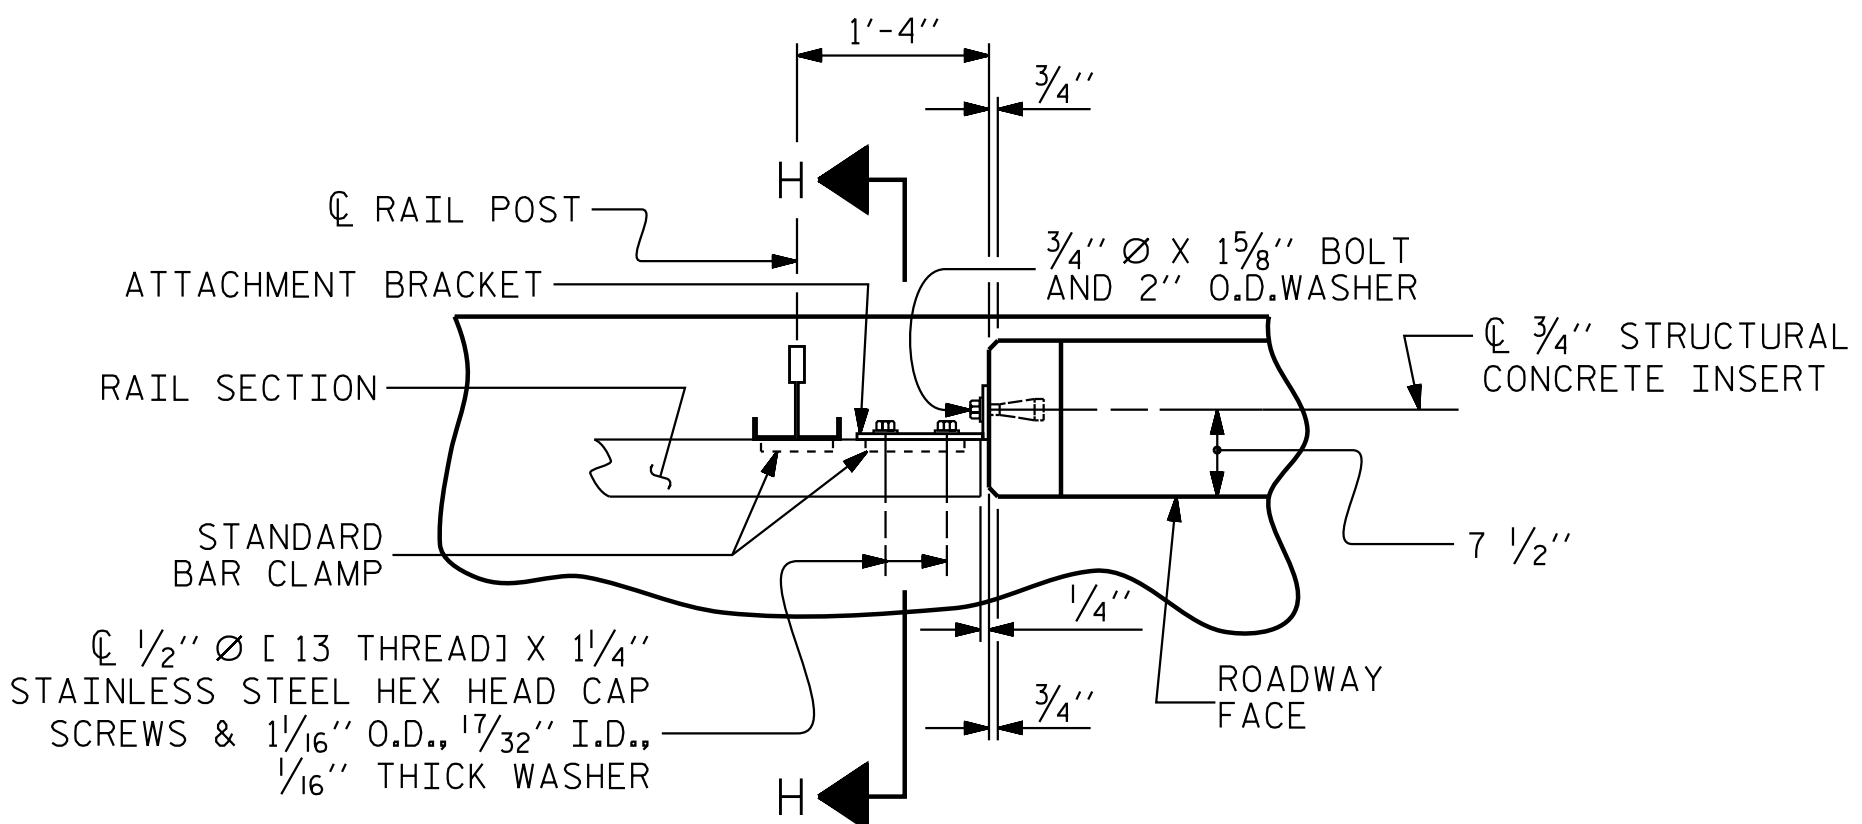 1'-4"
3/4"
H
℄ RAIL POST
3/4" Ø X 1 5/8" BOLT
AND 2" O.D.WASHER
ATTACHMENT BRACKET
℄ 3/4" STRUCTURAL
CONCRETE INSERT
RAIL SECTION
STANDARD
BAR CLAMP
7 1/2"
1/4"
℄ 1/2" Ø [ 13 THREAD] X 1 1/4"
STAINLESS STEEL HEX HEAD CAP
SCREWS & 1 1/16" O.D., 17/32" I.D.,
1/16" THICK WASHER
ROADWAY
FACE
3/4"
H